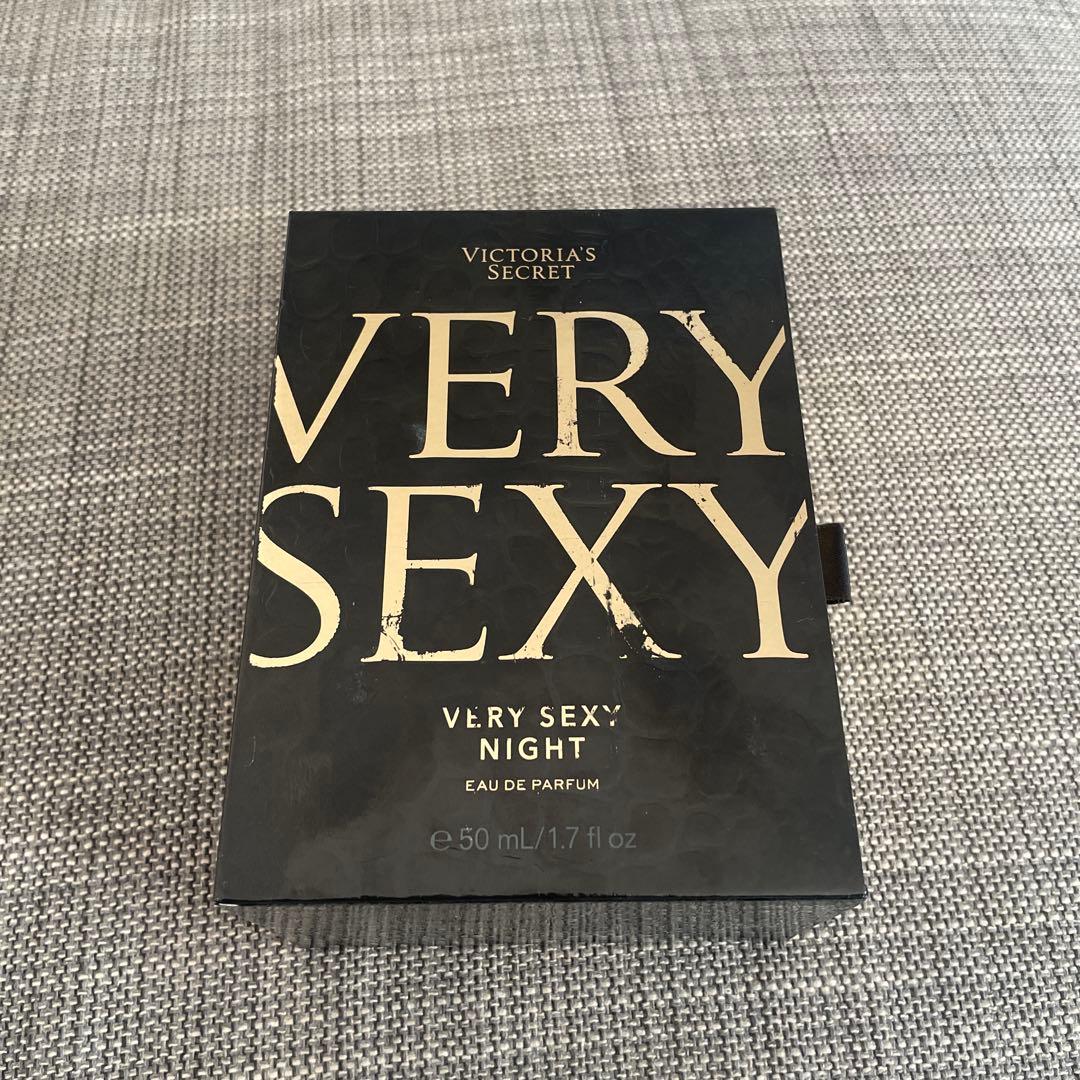 VICTORIA'S
SECRET
VERY
SEXY
VERY SEXY
NIGHT
EAU DE PARFUM
℮ 50 mL/1.7 fl oz